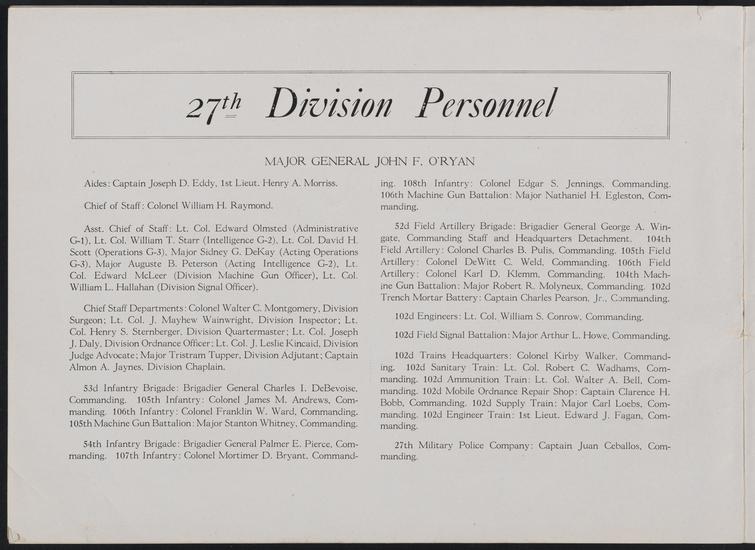 27th Division Personnel
MAJOR GENERAL JOHN F. O'RYAN
Aides: Captain Joseph D. Eddy, 1st Lieut. Henry A. Morriss.
Chief of Staff: Colonel William H. Raymond.
Asst. Chief of Staff: Lt. Col. Edward Olmsted (Administrative
G-1), Lt. Col. William T. Starr (Intelligence G-2), Lt. Col. David H.
Scott (Operations G-3), Major Sidney G. DeKay (Acting Operations
G-3), Major Auguste B. Peterson (Acting Intelligence G-2), Lt.
Col. Edward McLeer (Division Machine Gun Officer), Lt. Col.
William L. Hallahan (Division Signal Officer).
Chief Staff Departments: Colonel Walter C. Montgomery, Division
Surgeon; Lt. Col. J. Mayhew Wainwright, Division Inspector; Lt.
Col. Henry S. Sternberger, Division Quartermaster; Lt. Col. Joseph
J. Daly, Division Ordnance Officer; Lt. Col. J. Leslie Kincaid, Division
Judge Advocate; Major Tristram Tupper, Division Adjutant; Captain
Almon A. Jaynes, Division Chaplain.
53d Infantry Brigade: Brigadier General Charles I. DeBevoise,
Commanding. 105th Infantry: Colonel James M. Andrews, Com-
manding. 106th Infantry: Colonel Franklin W. Ward, Commanding.
105th Machine Gun Battalion: Major Stanton Whitney, Commanding.
54th Infantry Brigade: Brigadier General Palmer E. Pierce, Com-
manding. 107th Infantry: Colonel Mortimer D. Bryant, Command-
ing. 108th Infantry: Colonel Edgar S. Jennings, Commanding.
106th Machine Gun Battalion: Major Nathaniel H. Egleston, Com-
manding.
52d Field Artillery Brigade: Brigadier General George A. Win-
gate, Commanding Staff and Headquarters Detachment. 104th
Field Artillery: Colonel Charles B. Pulis, Commanding. 105th Field
Artillery: Colonel DeWitt C. Weld, Commanding. 106th Field
Artillery: Colonel Karl D. Klemm, Commanding. 104th Mach-
ine Gun Battalion: Major Robert R. Molyneux, Commanding. 102d
Trench Mortar Battery: Captain Charles Pearson, Jr., Commanding.
102d Engineers: Lt. Col. William S. Conrow, Commanding.
102d Field Signal Battalion: Major Arthur L. Howe, Commanding.
102d Trains Headquarters: Colonel Kirby Walker, Command-
ing. 102d Sanitary Train: Lt. Col. Robert C. Wadhams, Com-
manding. 102d Ammunition Train: Lt. Col. Walter A. Bell, Com-
manding. 102d Mobile Ordnance Repair Shop: Captain Clarence H.
Bobb, Commanding. 102d Supply Train: Major Carl Loebs, Com-
manding. 102d Engineer Train: 1st Lieut. Edward J. Fagan, Com-
manding.
27th Military Police Company: Captain Juan Ceballos, Com-
manding.